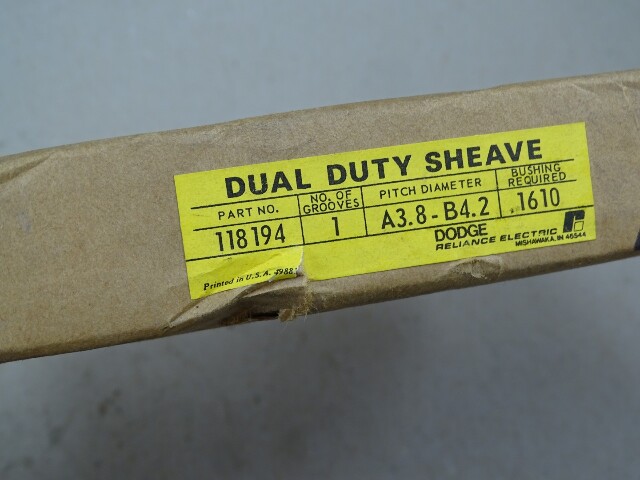 DUAL DUTY SHEAVE
PART NO. NO. OF GROOVES PITCH DIAMETER BUSHING REQUIRED
118194 1 A3.8-B4.2 1610
DODGE
RELIANCE ELECTRIC
MISHAWAKA, IN 46544
Printed in U.S.A.